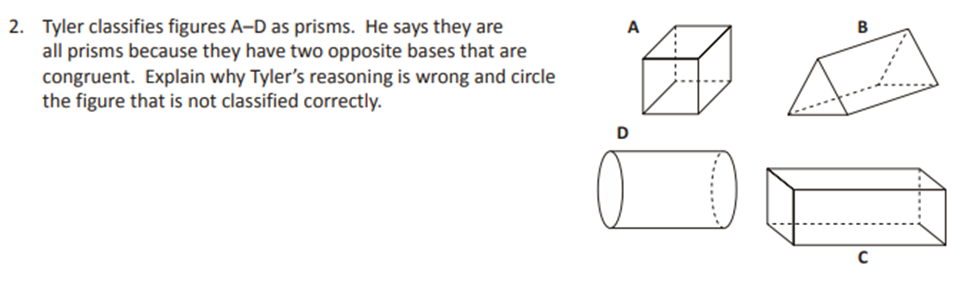 2. Tyler classifies figures A–D as prisms.  He says they are
all prisms because they have two opposite bases that are
congruent.  Explain why Tyler’s reasoning is wrong and circle
the figure that is not classified correctly.
A
B
D
C